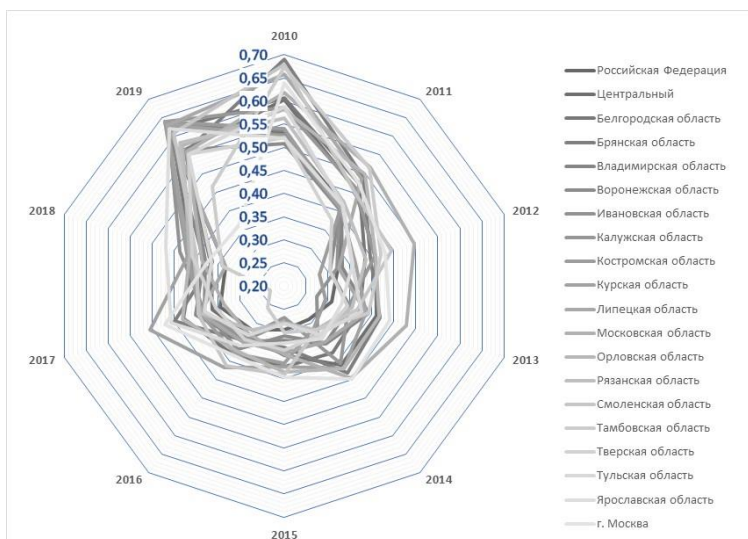 2010
0,70
0,65
0,60
0,55
0,50
0,45
0,40
0,35
0,30
0,25
0,20
2011
2012
2013
2014
2015
2016
2017
2018
2019
Российская Федерация
Центральный
Белгородская область
Брянская область
Владимирская область
Воронежская область
Ивановская область
Калужская область
Костромская область
Курская область
Липецкая область
Московская область
Орловская область
Рязанская область
Смоленская область
Тамбовская область
Тверская область
Тульская область
Ярославская область
г. Москва